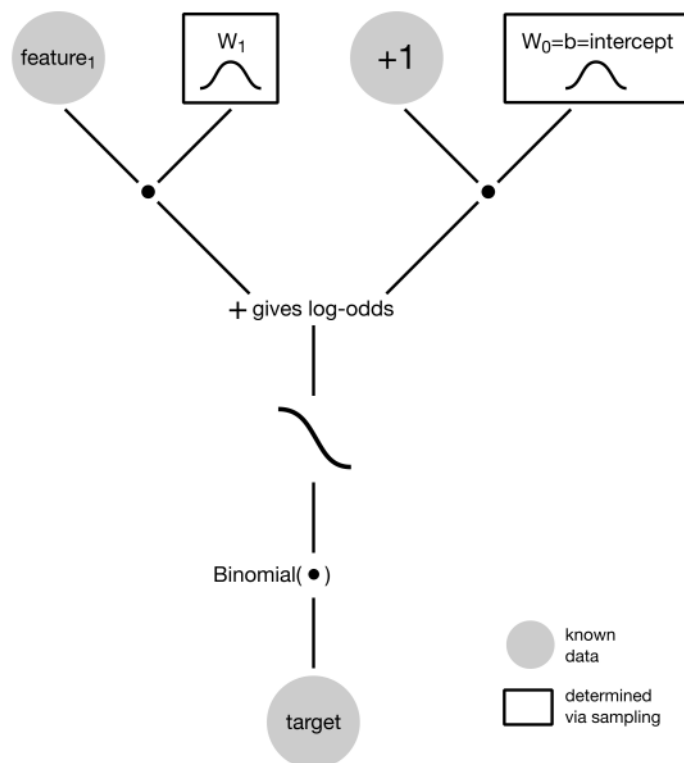 feature₁
W₁
+1
W₀=b=intercept
+ gives log-odds
Binomial( • )
target
known
data
determined
via sampling